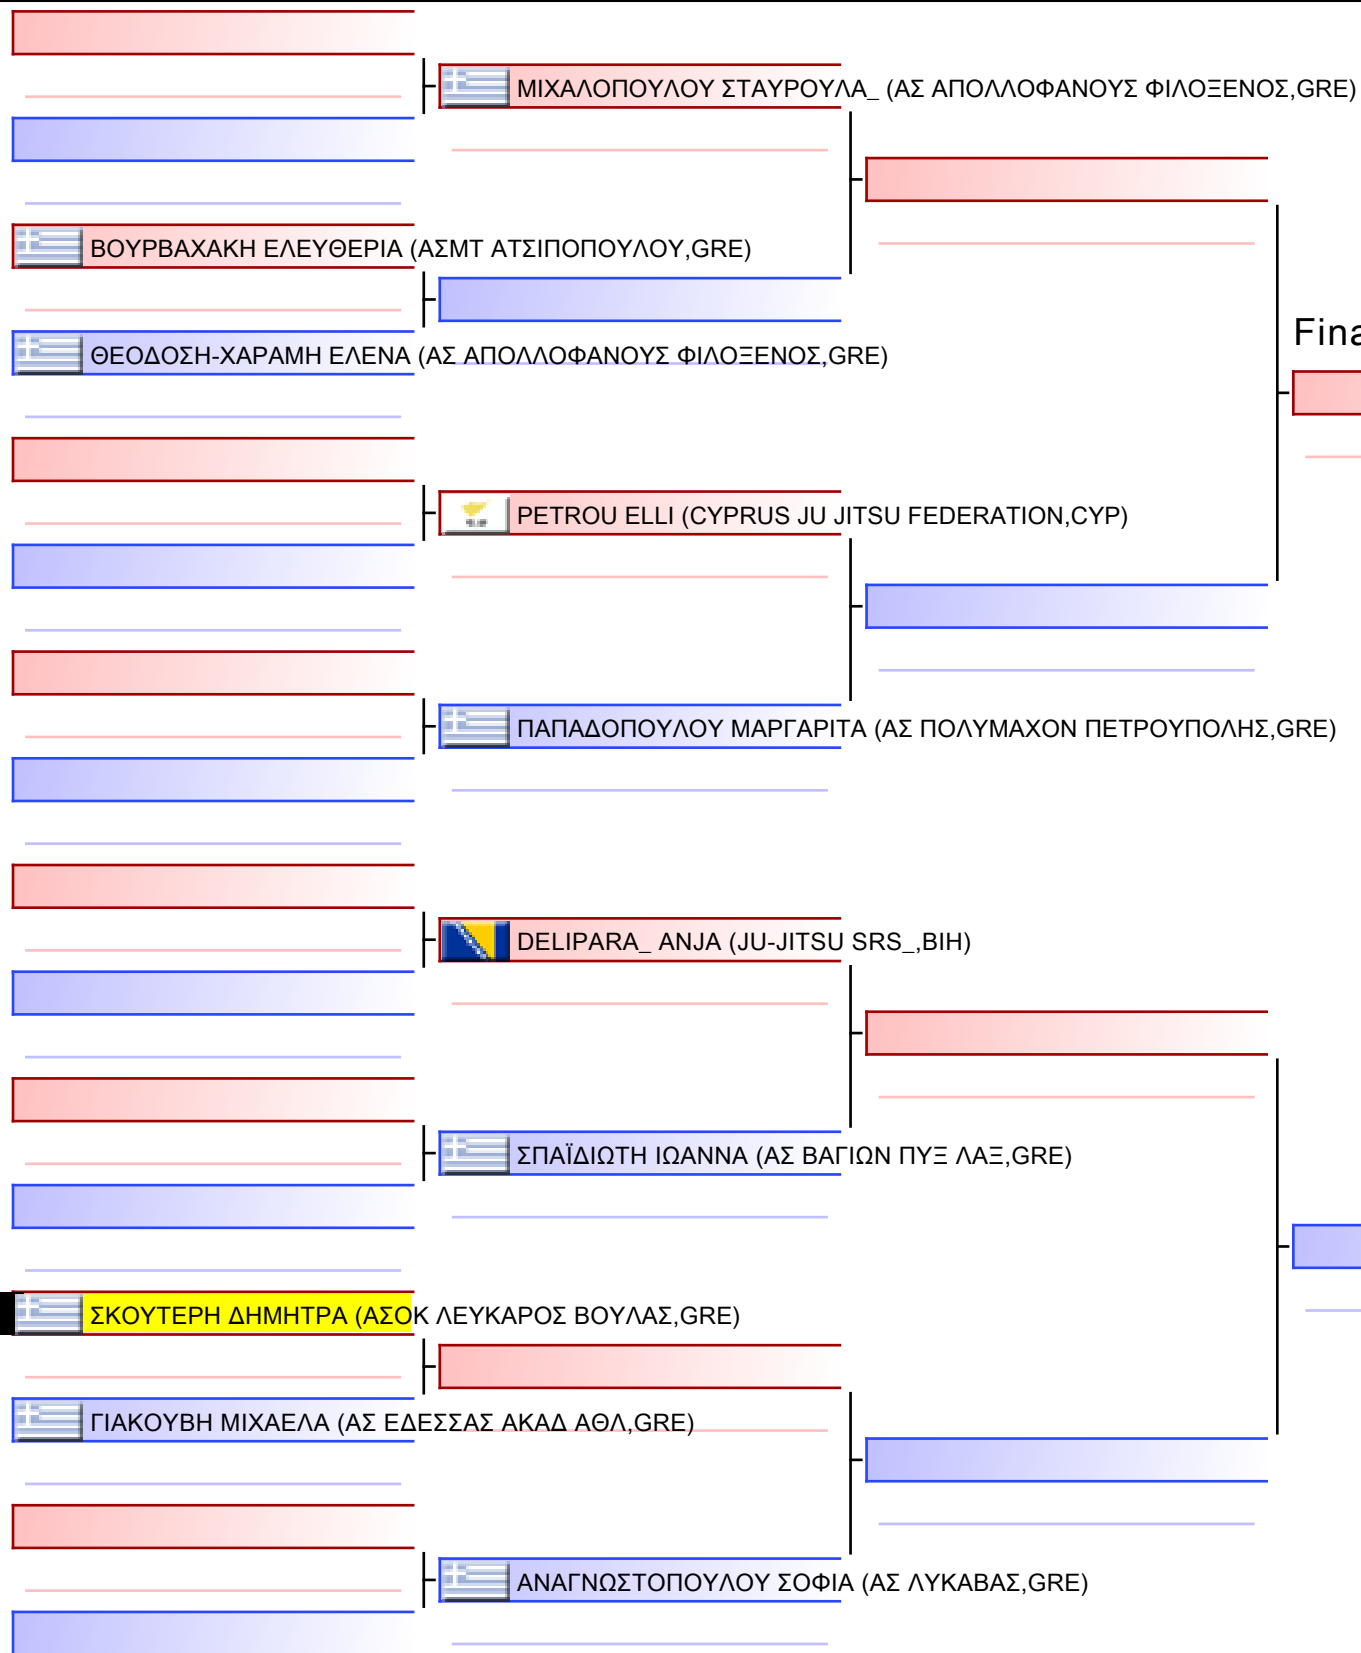 ΜΙΧΑΛΟΠΟΥΛΟΥ ΣΤΑΥΡΟΥΛΑ_ (ΑΣ ΑΠΟΛΛΟΦΑΝΟΥΣ ΦΙΛΟΞΕΝΟΣ,GRE)
ΒΟΥΡΒΑΧΑΚΗ ΕΛΕΥΘΕΡΙΑ (ΑΣΜΤ ΑΤΣΙΠΟΠΟΥΛΟΥ,GRE)
Fina
ΘΕΟΔΟΣΗ-ΧΑΡΑΜΗ ΕΛΕΝΑ (ΑΣ ΑΠΟΛΛΟΦΑΝΟΥΣ ΦΙΛΟΞΕΝΟΣ,GRE)
PETROU ELLI (CYPRUS JU JITSU FEDERATION,CYP)
ΠΑΠΑΔΟΠΟΥΛΟΥ ΜΑΡΓΑΡΙΤΑ (ΑΣ ΠΟΛΥΜΑΧΟΝ ΠΕΤΡΟΥΠΟΛΗΣ,GRE)
DELIPARA_ ANJA (JU-JITSU SRS_,BIH)
ΣΠΑΪΔΙΩΤΗ ΙΩΑΝΝΑ (ΑΣ ΒΑΓΙΩΝ ΠΥΞ ΛΑΞ,GRE)
ΣΚΟΥΤΕΡΗ ΔΗΜΗΤΡΑ (ΑΣΟΚ ΛΕΥΚΑΡΟΣ ΒΟΥΛΑΣ,GRE)
ΓΙΑΚΟΥΒΗ ΜΙΧΑΕΛΑ (ΑΣ ΕΔΕΣΣΑΣ ΑΚΑΔ ΑΘΛ,GRE)
ΑΝΑΓΝΩΣΤΟΠΟΥΛΟΥ ΣΟΦΙΑ (ΑΣ ΛΥΚΑΒΑΣ,GRE)